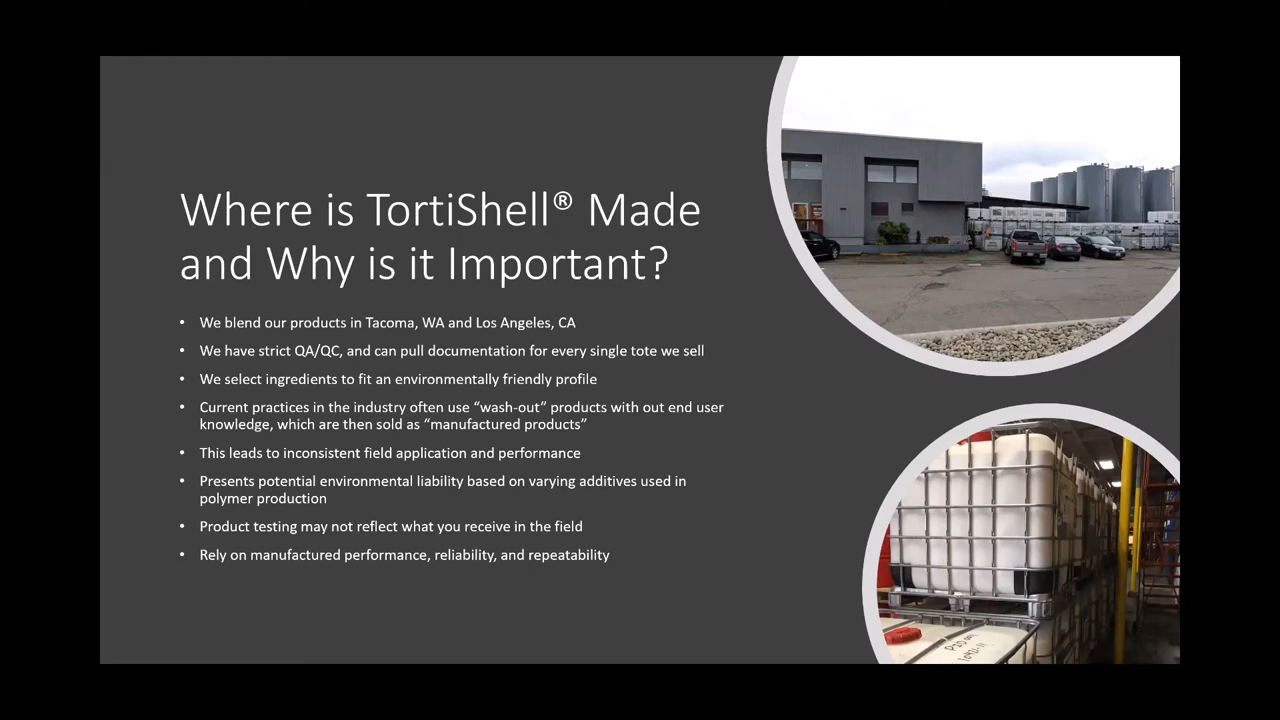 Where is TortiShell® Made
and Why is it Important?
• We blend our products in Tacoma, WA and Los Angeles, CA
• We have strict QA/QC, and can pull documentation for every single tote we sell
• We select ingredients to fit an environmentally friendly profile
• Current practices in the industry often use “wash-out” products with out end user
knowledge, which are then sold as “manufactured products”
• This leads to inconsistent field application and performance
• Presents potential environmental liability based on varying additives used in
polymer production
• Product testing may not reflect what you receive in the field
• Rely on manufactured performance, reliability, and repeatability